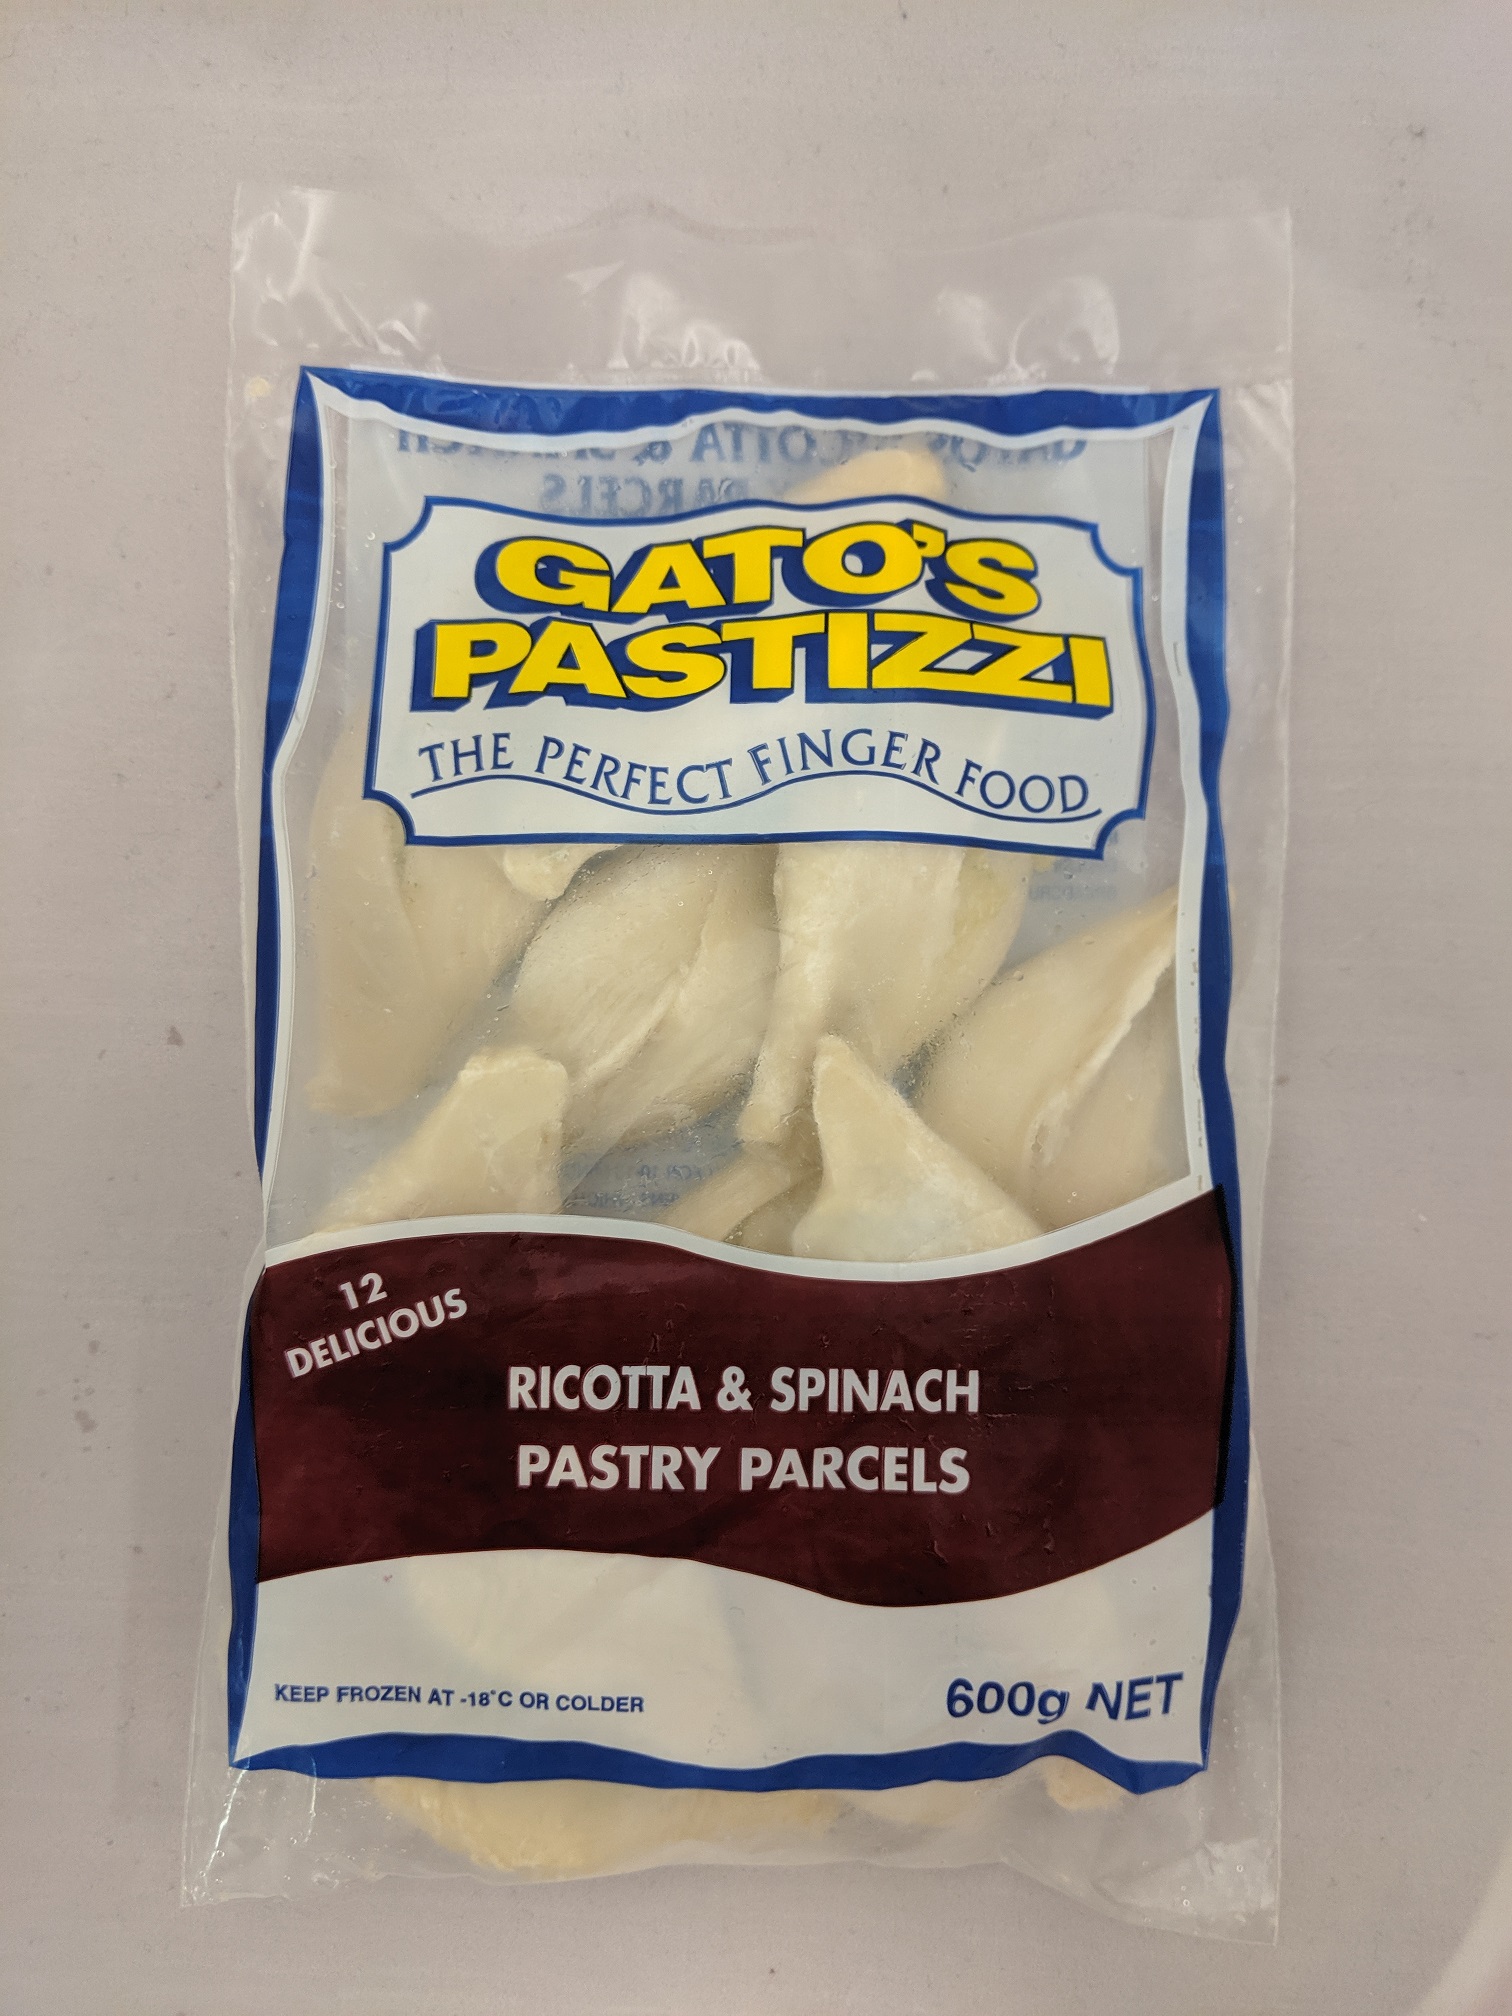 GATO'S
PASTIZZI
THE PERFECT FINGER FOOD
12
DELICIOUS
RICOTTA & SPINACH
PASTRY PARCELS
KEEP FROZEN AT -18°C OR COLDER
600g NET